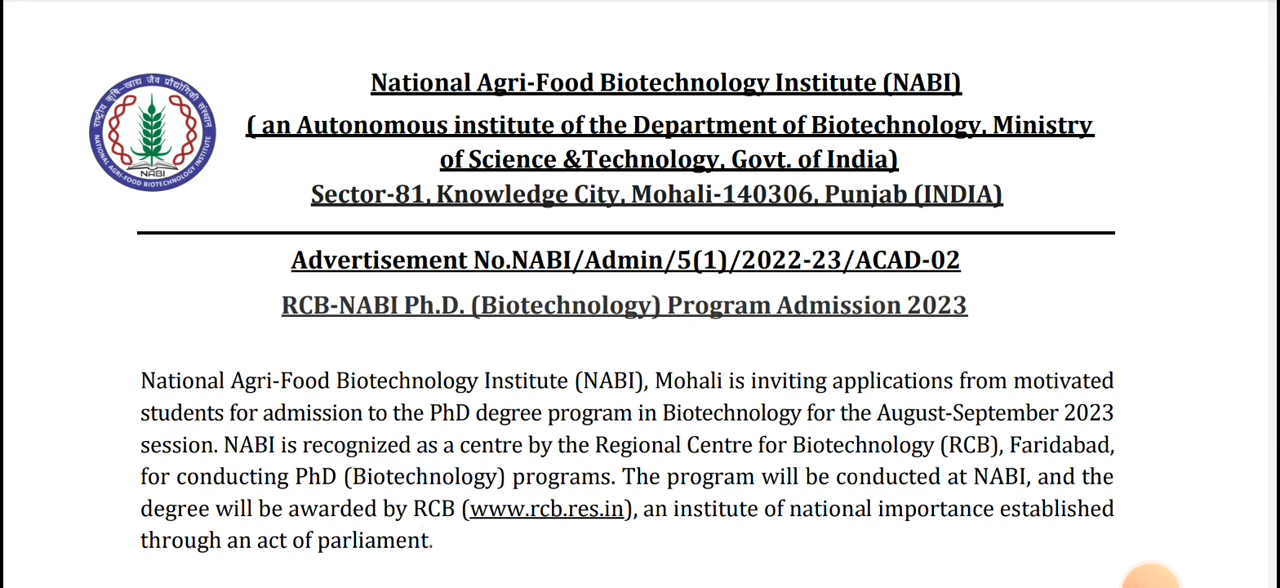 National Agri-Food Biotechnology Institute (NABI)
( an Autonomous institute of the Department of Biotechnology, Ministry
of Science &Technology, Govt. of India)
Sector-81, Knowledge City, Mohali-140306, Punjab (INDIA)
राष्ट्रीय कृषि-खाद्य जैव प्रौद्योगिकी संस्थान
NABI
NATIONAL AGRI-FOOD BIOTECHNOLOGY INSTITUTE
Advertisement No.NABI/Admin/5(1)/2022-23/ACAD-02
RCB-NABI Ph.D. (Biotechnology) Program Admission 2023
National Agri-Food Biotechnology Institute (NABI), Mohali is inviting applications from motivated
students for admission to the PhD degree program in Biotechnology for the August-September 2023
session. NABI is recognized as a centre by the Regional Centre for Biotechnology (RCB), Faridabad,
for conducting PhD (Biotechnology) programs. The program will be conducted at NABI, and the
degree will be awarded by RCB (www.rcb.res.in), an institute of national importance established
through an act of parliament.